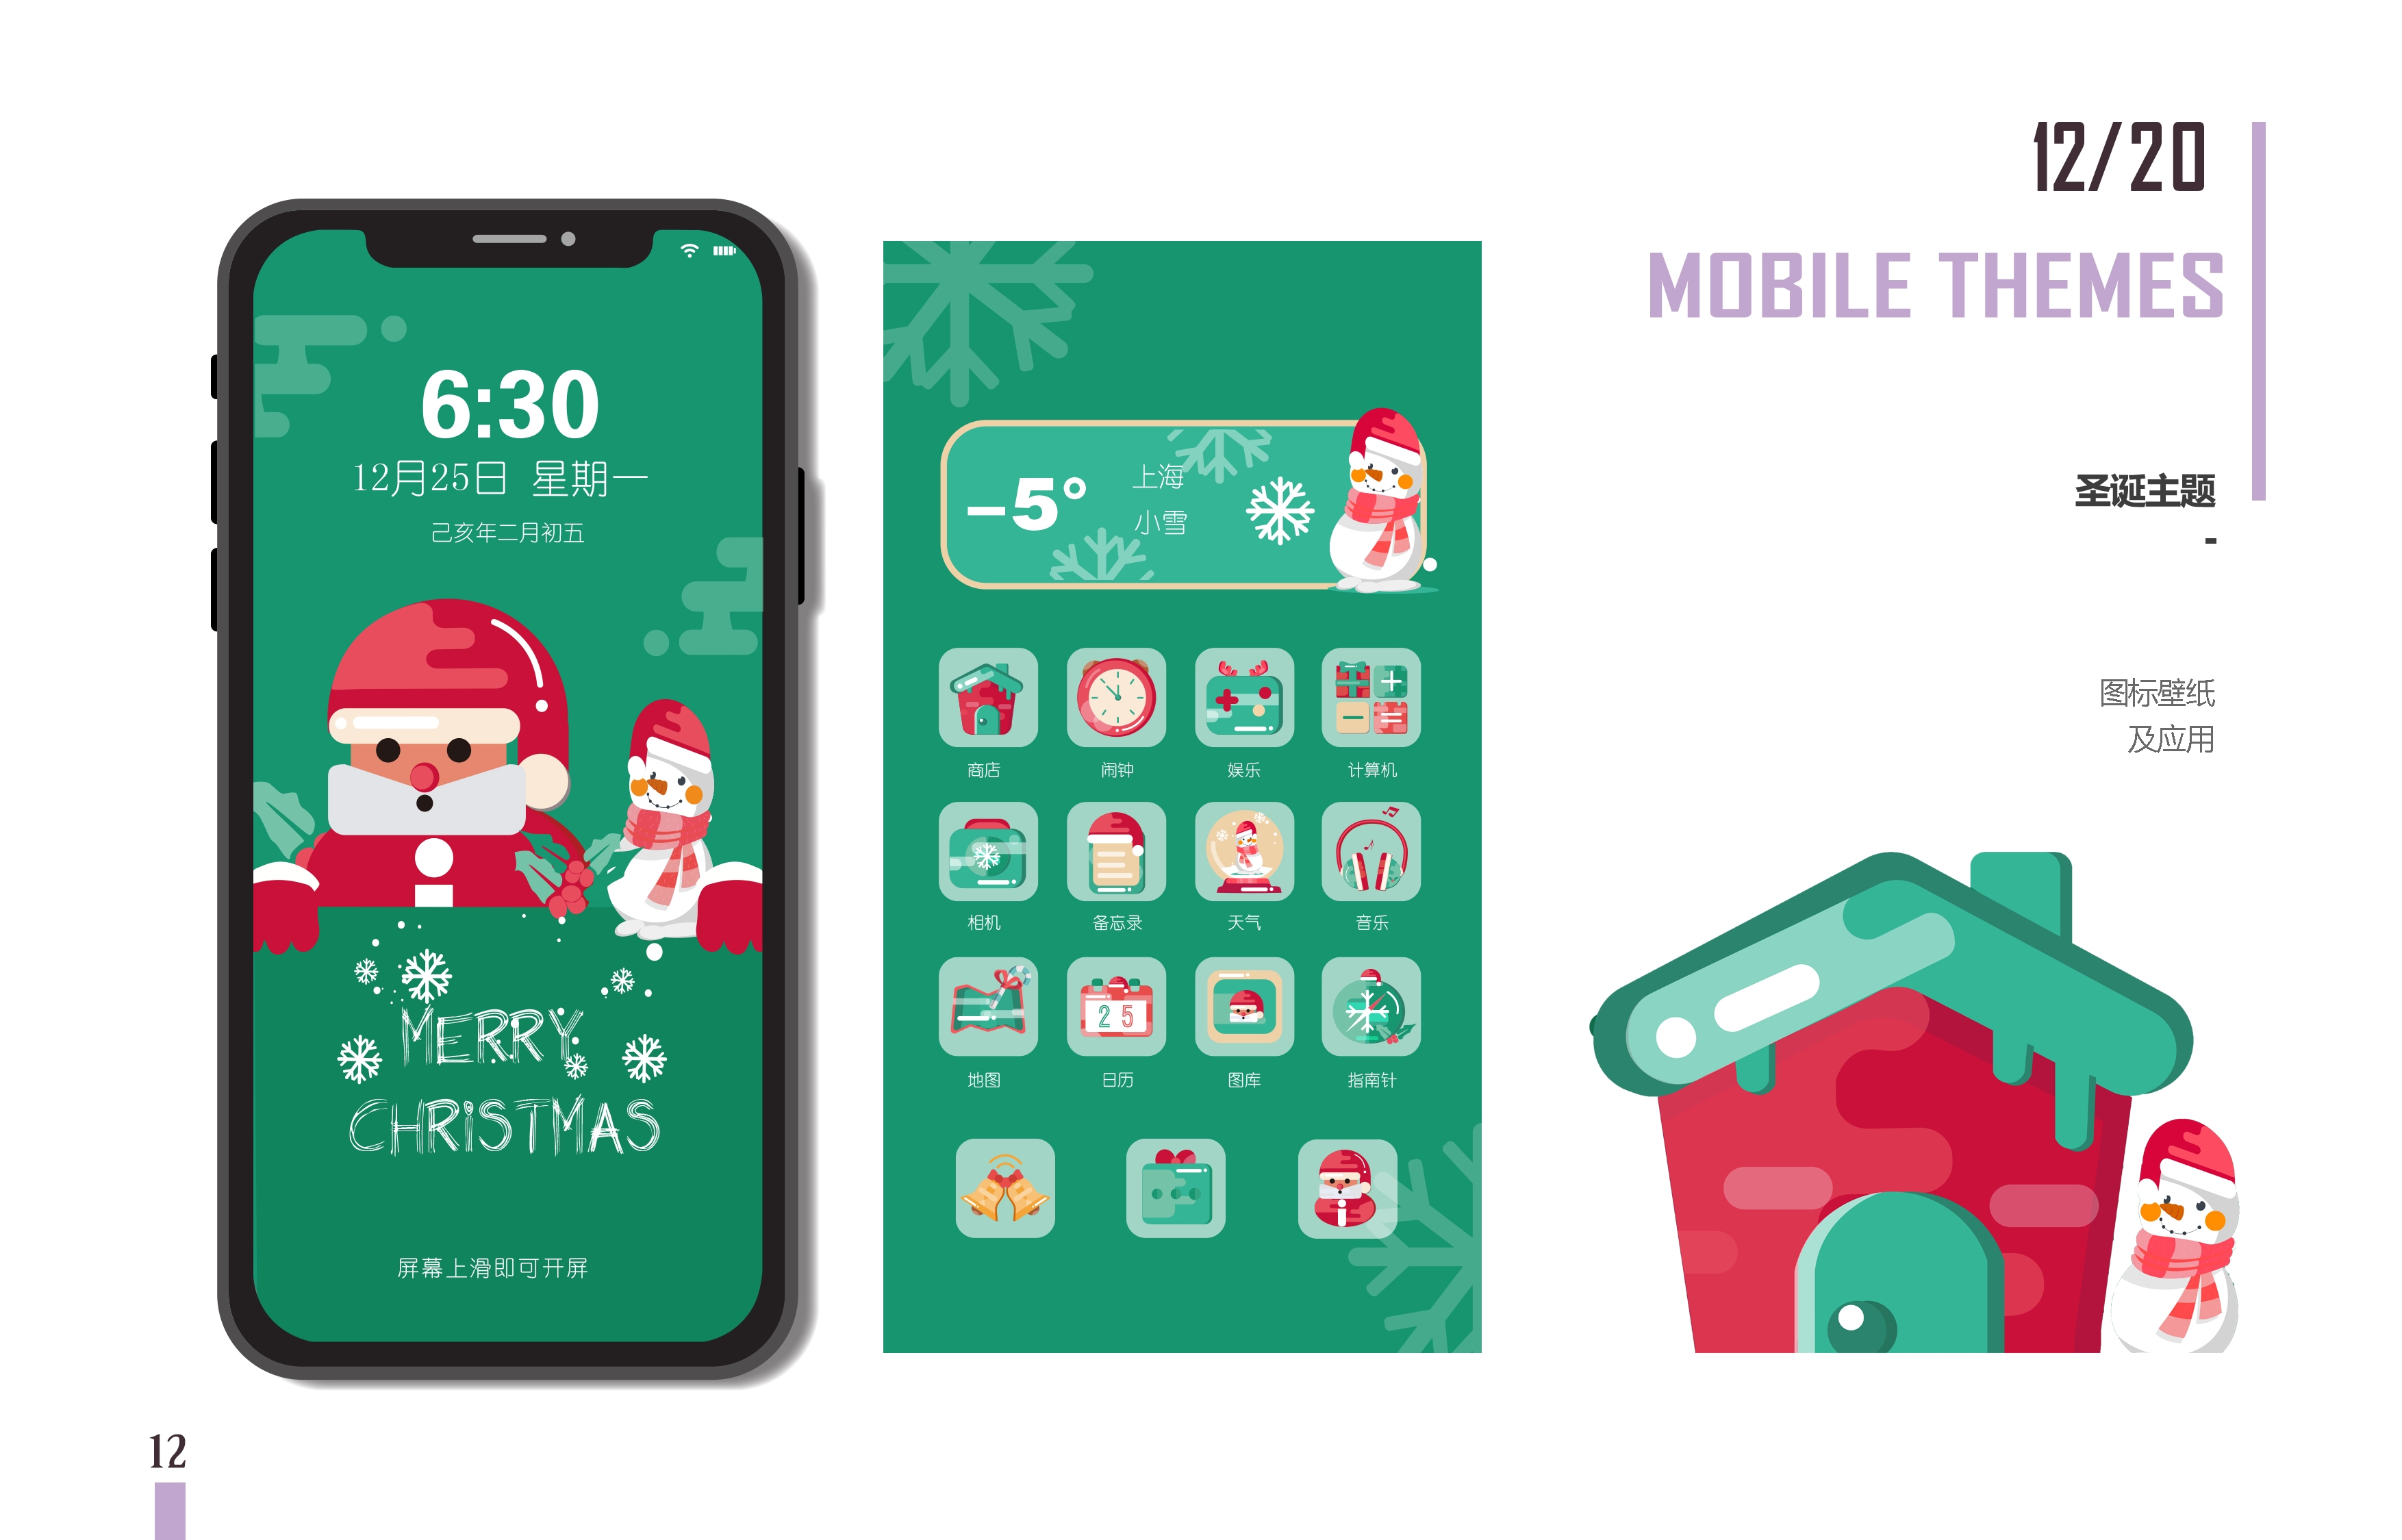 12/20
MOBILE THEMES
圣诞主题
-
图标壁纸
及应用
6:30
12月25日 星期一
己亥年二月初五
MERRY
CHRiSTMAS
屏幕上滑即可开屏
-5°
上海
小雪
商店 闹钟 娱乐 计算机
相机 备忘录 天气 音乐
25
地图 日历 图库 指南针
12